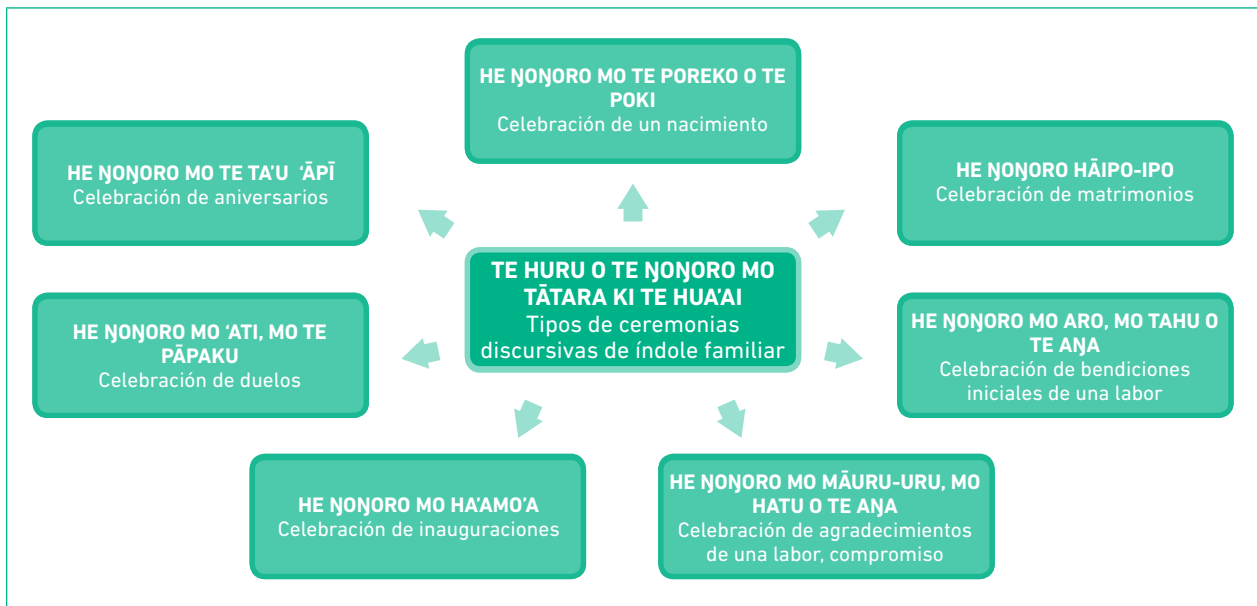 HE ŊOŊORO MO TE POREKO O TE
POKI
Celebración de un nacimiento
HE ŊOŊORO MO TE TA'U ‘ĀPĪ
Celebración de aniversarios
HE ŊOŊORO HĀIPO-IPO
Celebración de matrimonios
TE HURU O TE ŊOŊORO MO
TĀTARA KI TE HUA'AI
Tipos de ceremonias
discursivas de índole familiar
HE ŊOŊORO MO ‘ATI, MO TE
PĀPAKU
Celebración de duelos
HE ŊOŊORO MO ARO, MO TAHU O
TE AŊA
Celebración de bendiciones
iniciales de una labor
HE ŊOŊORO MO HA'AMO'A
Celebración de inauguraciones
HE ŊOŊORO MO MĀURU-URU, MO
HATU O TE AŊA
Celebración de agradecimientos
de una labor, compromiso